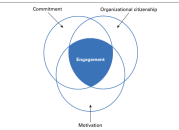 Commitment
Organizational citizenship
Engagement
Motivation